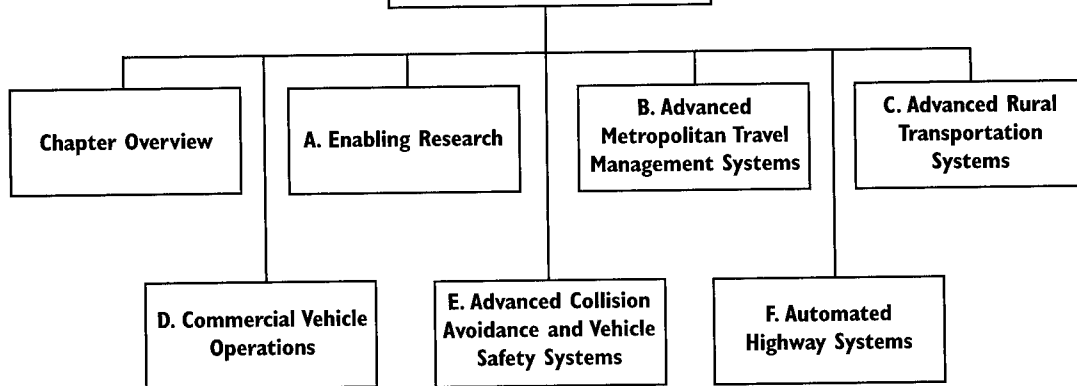 Chapter Overview
A. Enabling Research
B. Advanced
Metropolitan Travel
Management Systems
C. Advanced Rural
Transportation
Systems
D. Commercial Vehicle
Operations
E. Advanced Collision
Avoidance and Vehicle
Safety Systems
F. Automated
Highway Systems